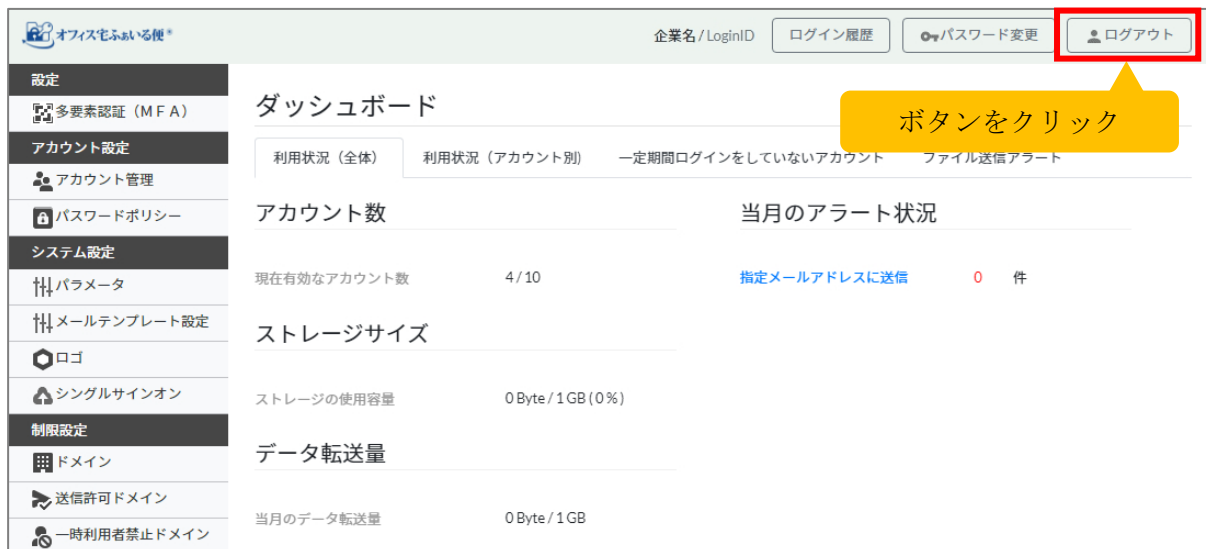 オフィス宅ふぁいる便®
企業名 / LoginID
ログイン履歴
パスワード変更
ログアウト
ボタンをクリック
設定
多要素認証（ＭＦＡ）
アカウント設定
アカウント管理
パスワードポリシー
システム設定
パラメータ
メールテンプレート設定
ロゴ
シングルサインオン
制限設定
ドメイン
送信許可ドメイン
一時利用者禁止ドメイン
ダッシュボード
利用状況（全体）
利用状況（アカウント別)
一定期間ログインをしていないアカウント
ファイル送信アラート
アカウント数
現在有効なアカウント数 4 / 10
ストレージサイズ
ストレージの使用容量 0 Byte / 1 GB ( 0 % )
データ転送量
当月のデータ転送量 0 Byte / 1 GB
当月のアラート状況
指定メールアドレスに送信 0 件